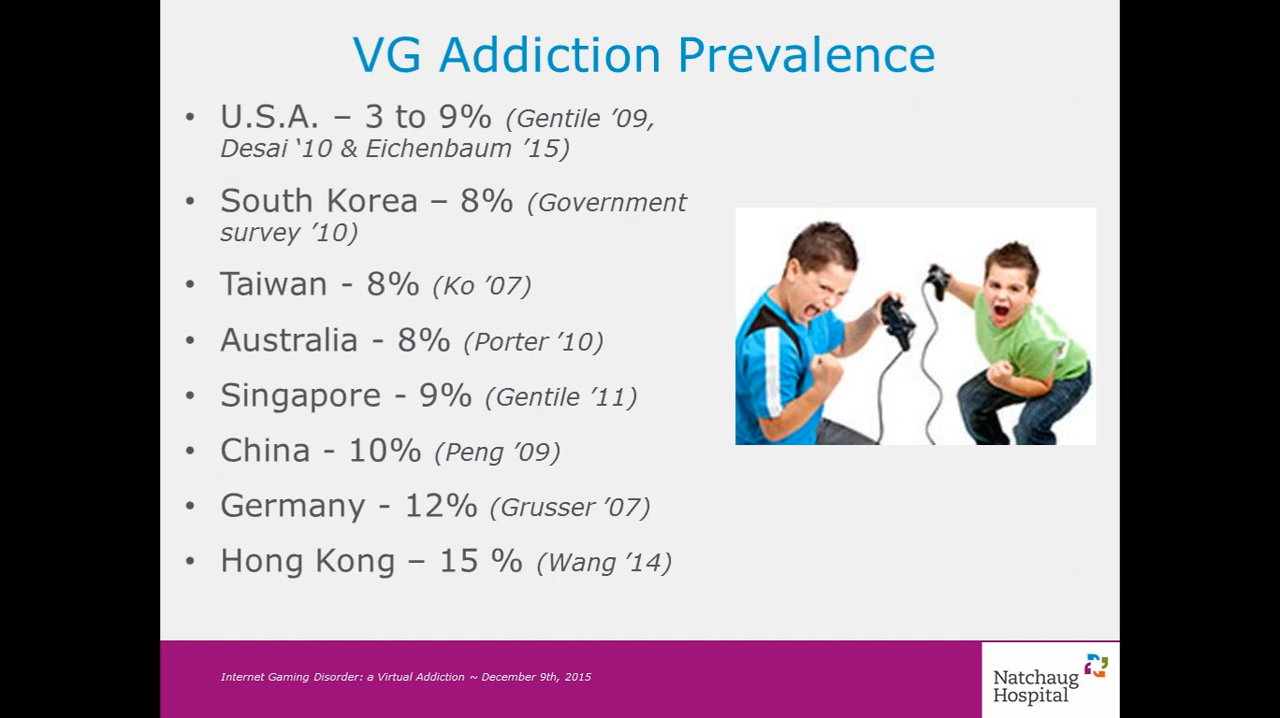 VG Addiction Prevalence
• U.S.A. – 3 to 9% (Gentile ’09,
Desai ‘10 & Eichenbaum ’15)
• South Korea – 8% (Government
survey ’10)
• Taiwan - 8% (Ko ’07)
• Australia - 8% (Porter ’10)
• Singapore - 9% (Gentile ’11)
• China - 10% (Peng ’09)
• Germany - 12% (Grusser ’07)
• Hong Kong – 15 % (Wang ’14)
Internet Gaming Disorder: a Virtual Addiction ~ December 9th, 2015
Natchaug
Hospital